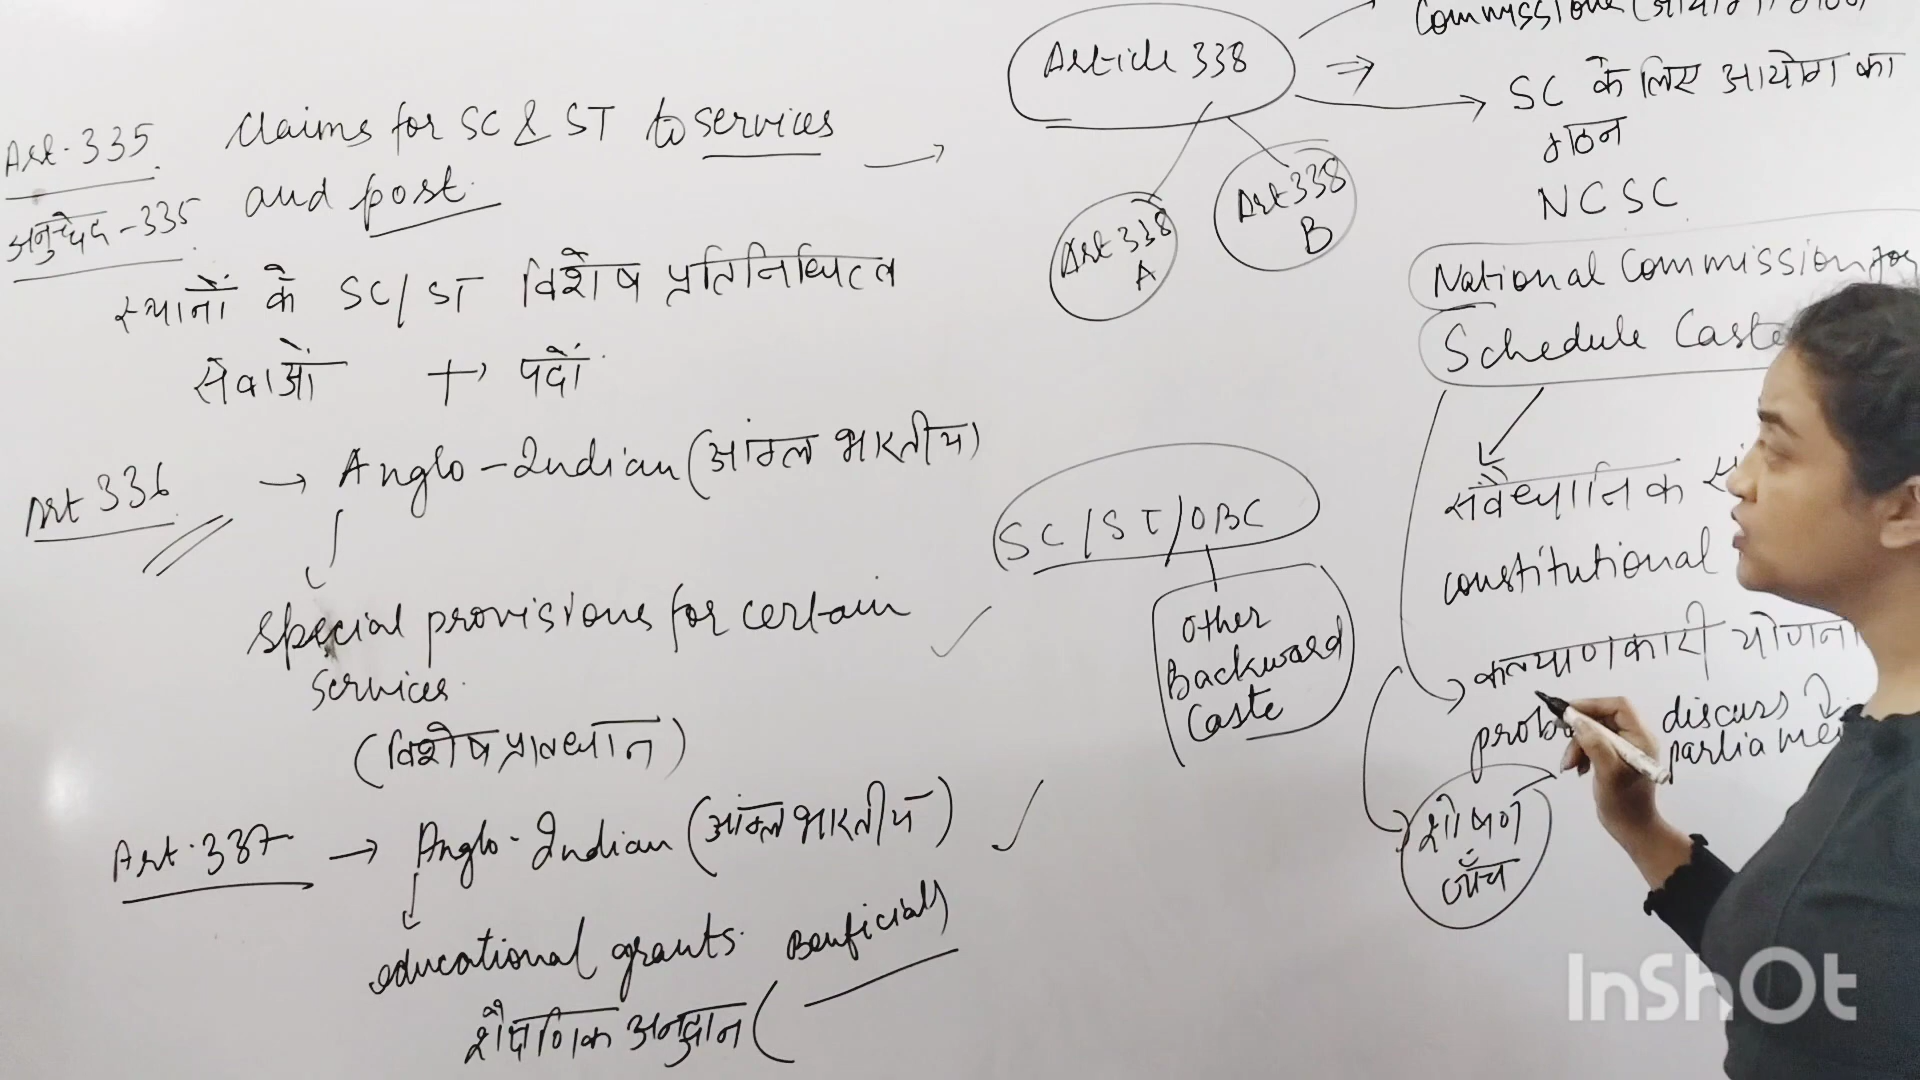 Art. 335
Claims for SC & ST to services
and post.
अनुच्छेद - 335
स्थानों के SC/ST विशेष प्रतिनिधित्व
सेवाओं + पदों
Art 336 → Anglo-Indian (आंग्ल भारतीय)
special provisions for certain
services.
(विशेष प्रावधान)
Art. 337 → Anglo-Indian (आंग्ल भारतीय)
educational grants. Benficials
शैक्षणिक अनुदान (
Article 338
Art 338
A
Art 338
B
SC के लिए आयोग का
गठन
NCSC
National Commission for
Schedule Caste
SC/ST/OBC
Other
Backward
Caste
संवैधानिक
constitutional
कल्याणकारी योजना
discuss
शोषण
जाँच
InShOt